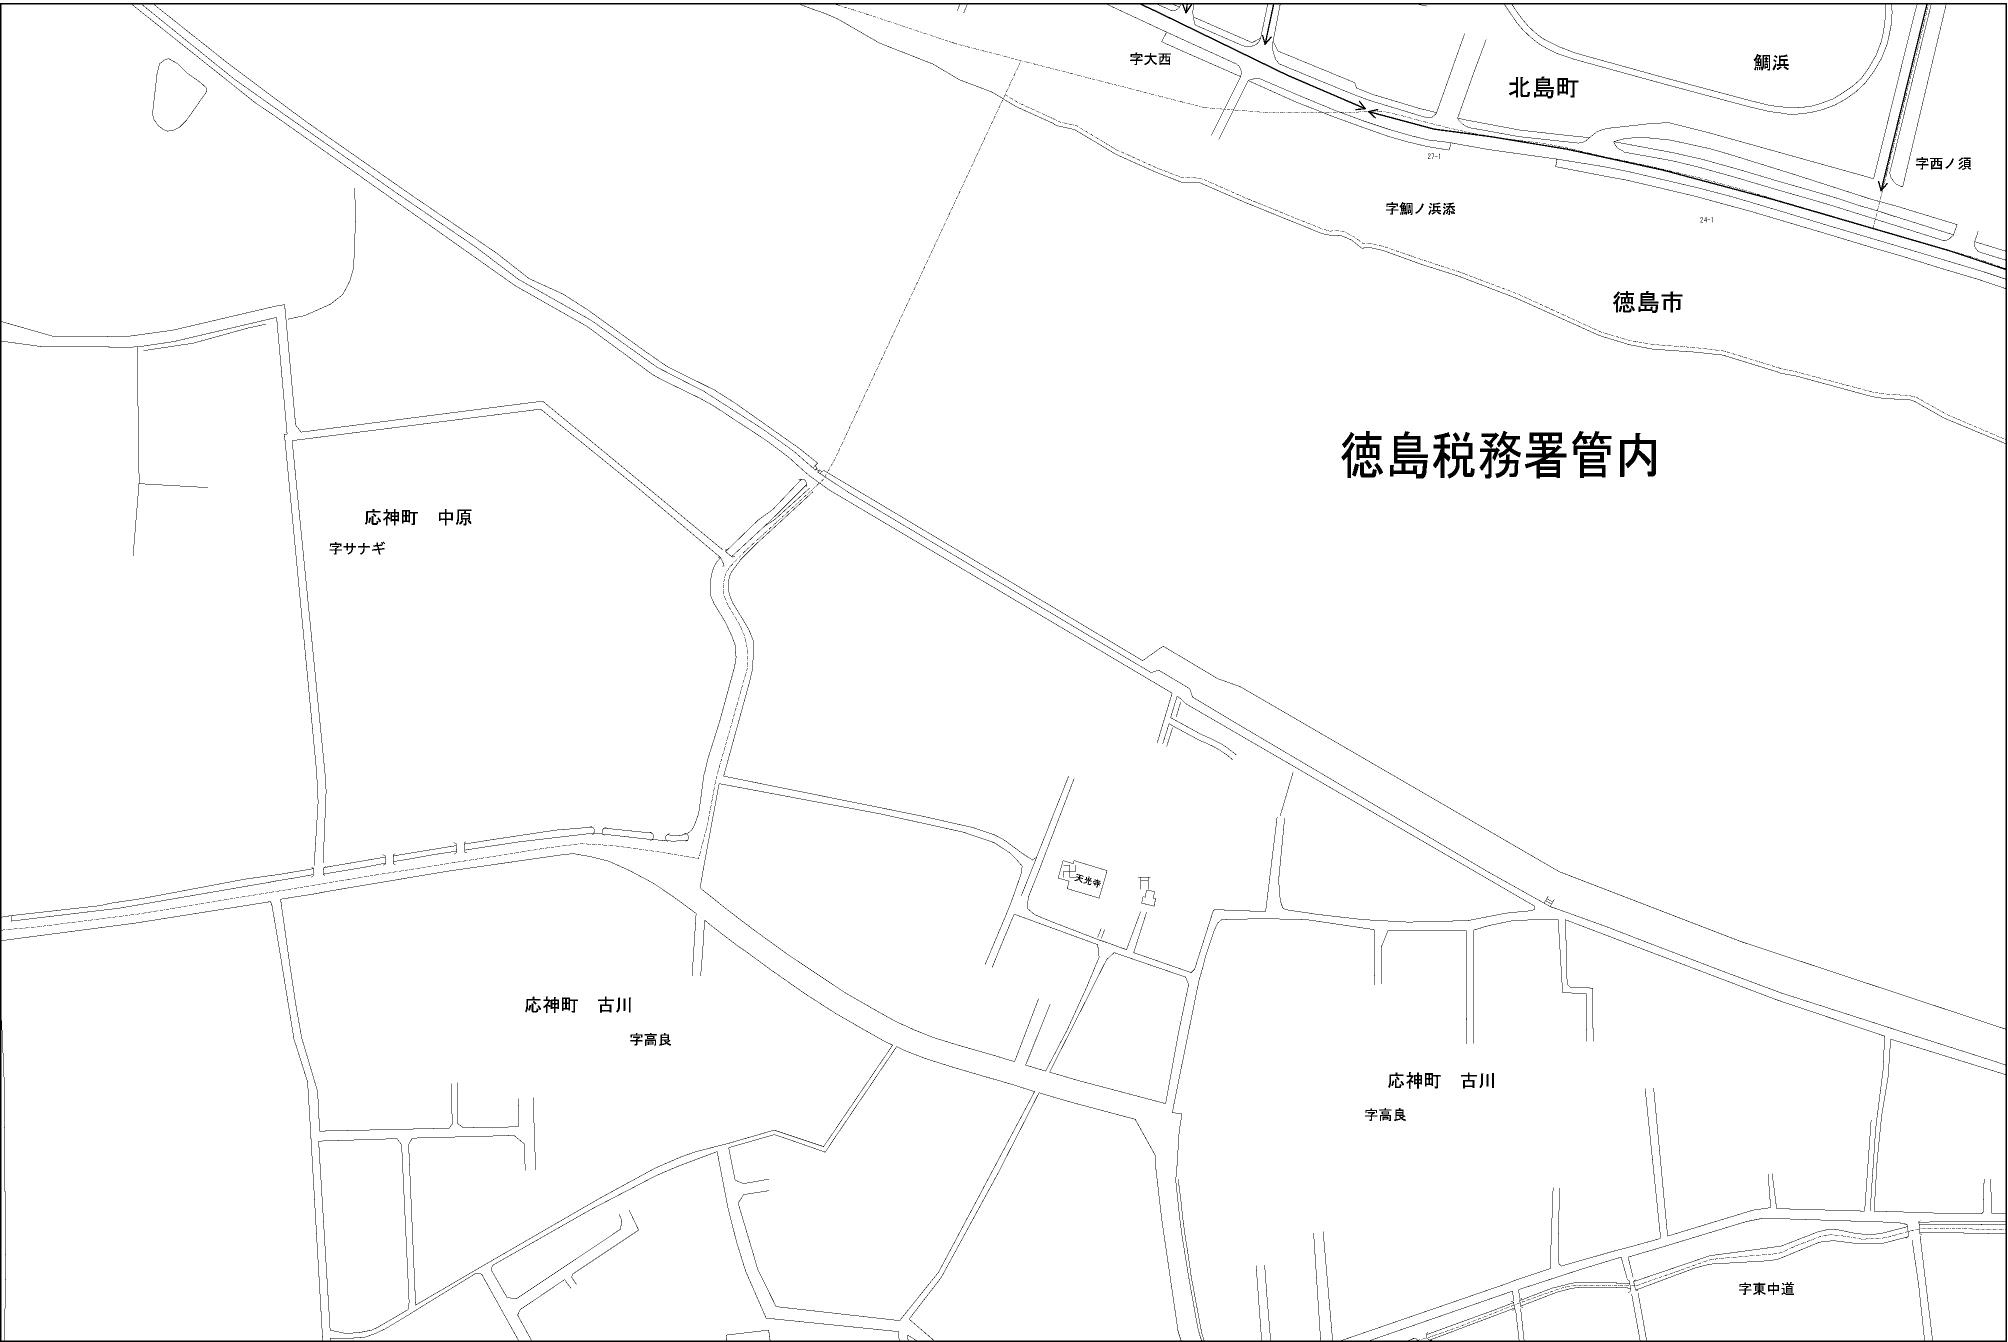 字大西
鯛浜
北島町
27-1
字西ノ須
字鯛ノ浜添
24-1
徳島市
徳島税務署管内
応神町　中原
字サナギ
天光寺
応神町　古川
字高良
応神町　古川
字高良
字東中道